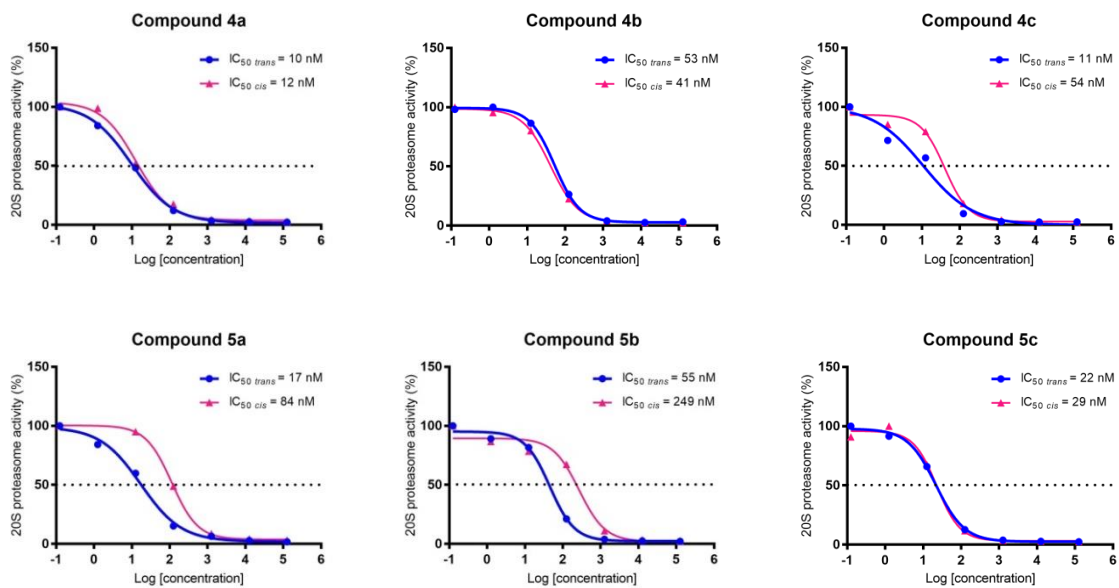 Compound 4a
150
100
50
0
20S proteasome activity (%)
IC50 trans = 10 nM
IC50 cis = 12 nM
-1 0 1 2 3 4 5 6
Log [concentration]
Compound 4b
150
100
50
0
20S proteasome activity (%)
IC50 trans = 53 nM
IC50 cis = 41 nM
-1 0 1 2 3 4 5 6
Log [concentration]
Compound 4c
150
100
50
0
20S proteasome activity (%)
IC50 trans = 11 nM
IC50 cis = 54 nM
-1 0 1 2 3 4 5 6
Log [concentration]
Compound 5a
150
100
50
0
20S proteasome activity (%)
IC50 trans = 17 nM
IC50 cis = 84 nM
-1 0 1 2 3 4 5 6
Log [concentration]
Compound 5b
150
100
50
0
20S proteasome activity (%)
IC50 trans = 55 nM
IC50 cis = 249 nM
-1 0 1 2 3 4 5 6
Log [concentration]
Compound 5c
150
100
50
0
20S proteasome activity (%)
IC50 trans = 22 nM
IC50 cis = 29 nM
-1 0 1 2 3 4 5 6
Log [concentration]